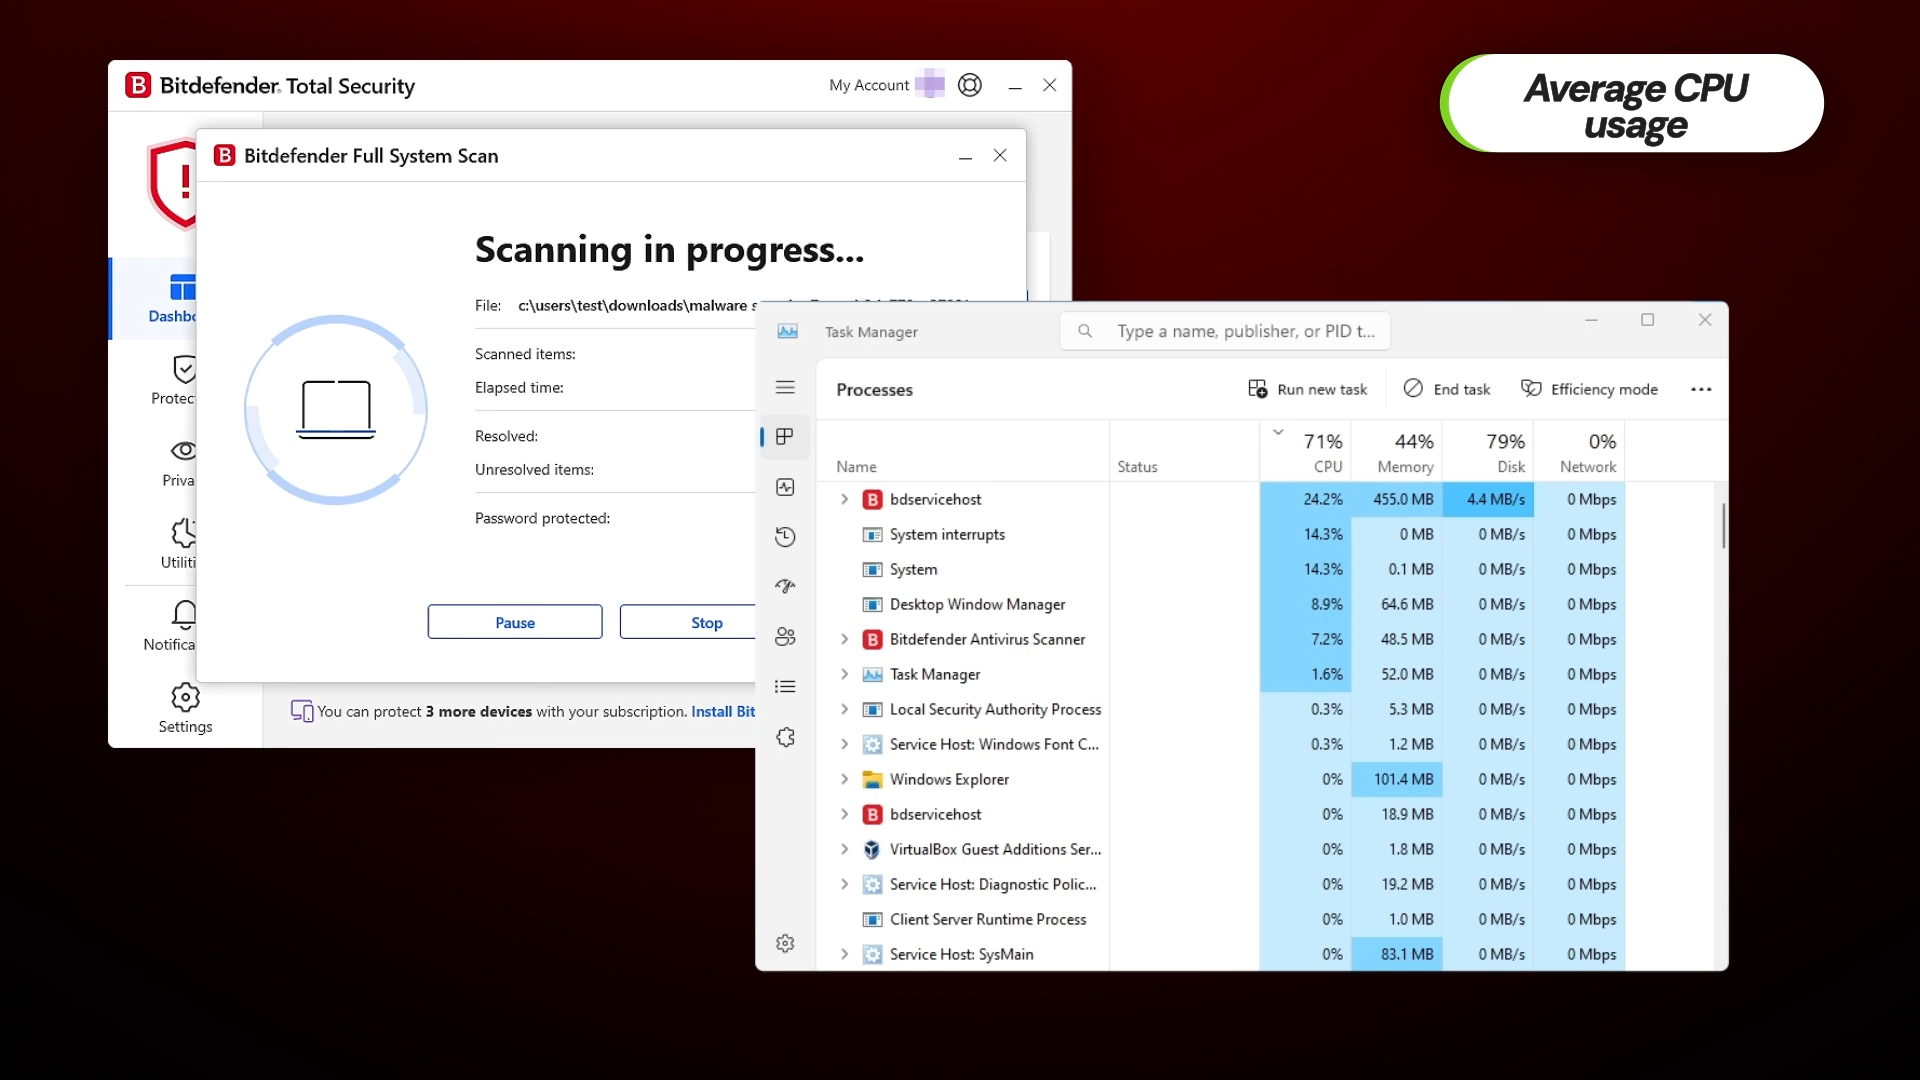 Bitdefender Total Security
My Account
Average CPU
usage
Bitdefender Full System Scan
Scanning in progress...
File: c:\users\test\downloads\malware
Dashbo
Protec
Priva
Utiliti
Notifica
Settings
Scanned items:
Elapsed time:
Resolved:
Unresolved items:
Password protected:
Pause
Stop
You can protect 3 more devices with your subscription. Install Bit
Task Manager
Type a name, publisher, or PID t...
Processes
Run new task
End task
Efficiency mode
71% 44% 79% 0%
Name Status CPU Memory Disk Network
bdservicehost 24.2% 455.0 MB 4.4 MB/s 0 Mbps
System interrupts 14.3% 0 MB 0 MB/s 0 Mbps
System 14.3% 0.1 MB 0 MB/s 0 Mbps
Desktop Window Manager 8.9% 64.6 MB 0 MB/s 0 Mbps
Bitdefender Antivirus Scanner 7.2% 48.5 MB 0 MB/s 0 Mbps
Task Manager 1.6% 52.0 MB 0 MB/s 0 Mbps
Local Security Authority Process 0.3% 5.3 MB 0 MB/s 0 Mbps
Service Host: Windows Font C... 0.3% 1.2 MB 0 MB/s 0 Mbps
Windows Explorer 0% 101.4 MB 0 MB/s 0 Mbps
bdservicehost 0% 18.9 MB 0 MB/s 0 Mbps
VirtualBox Guest Additions Ser... 0% 1.8 MB 0 MB/s 0 Mbps
Service Host: Diagnostic Polic... 0% 19.2 MB 0 MB/s 0 Mbps
Client Server Runtime Process 0% 1.0 MB 0 MB/s 0 Mbps
Service Host: SysMain 0% 83.1 MB 0 MB/s 0 Mbps